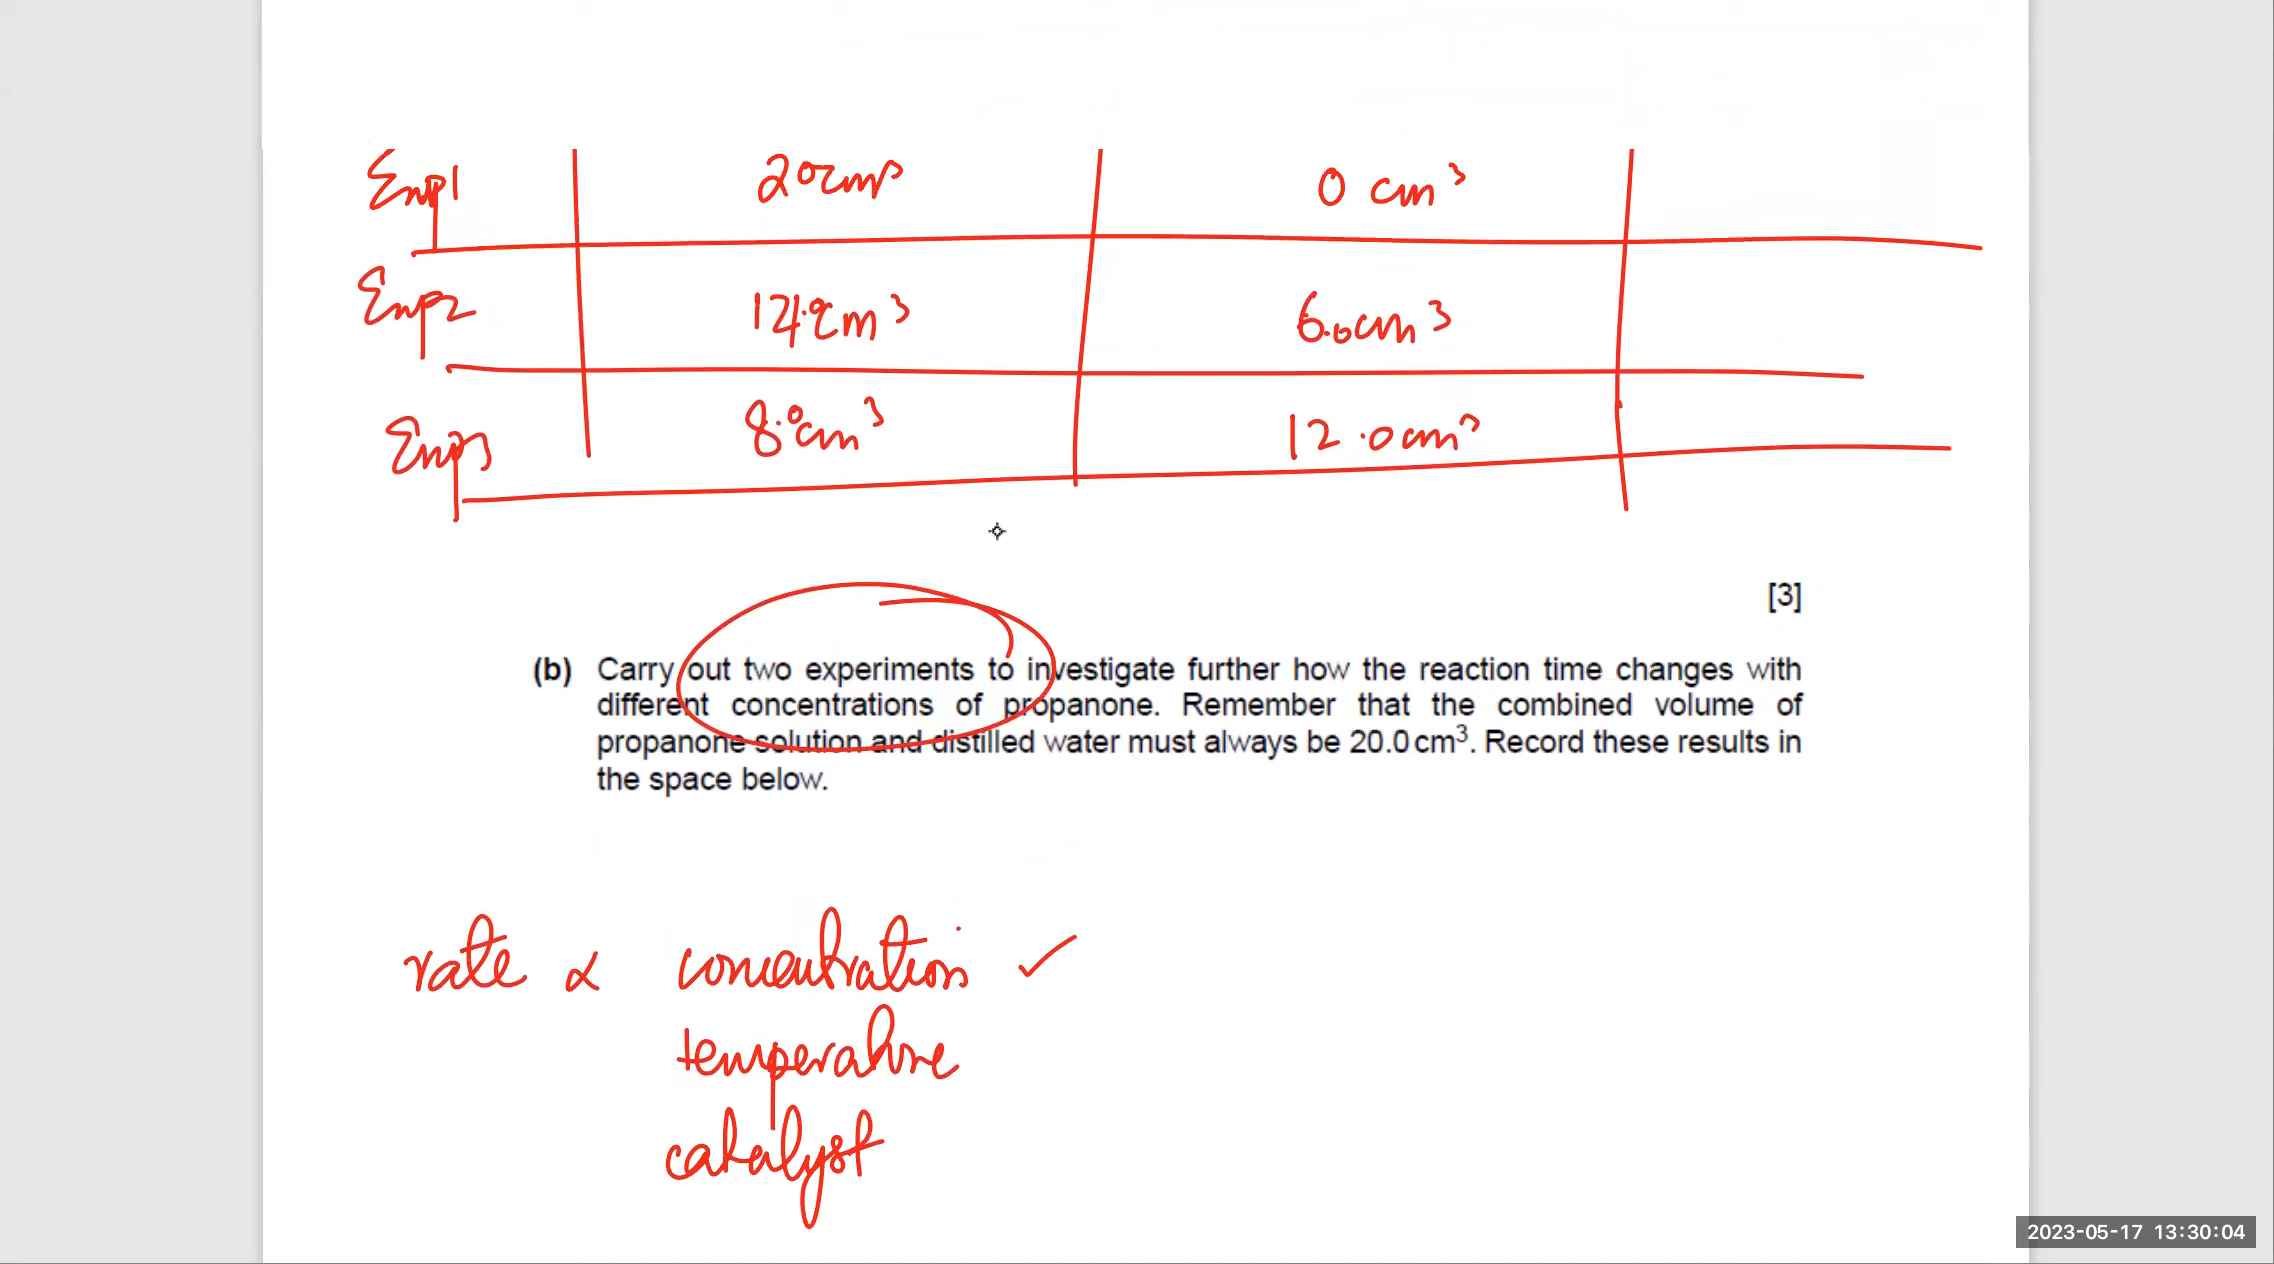 Exp1 20cm³ 0 cm³
Exp2 14.0cm³ 6.0cm³
Exp3 8.0cm³ 12.0cm³
[3]
(b) Carry out two experiments to investigate further how the reaction time changes with
different concentrations of propanone. Remember that the combined volume of
propanone solution and distilled water must always be 20.0 cm³. Record these results in
the space below.
rate ∝ concentration ✓
temperature
catalyst
2023-05-17 13:30:04